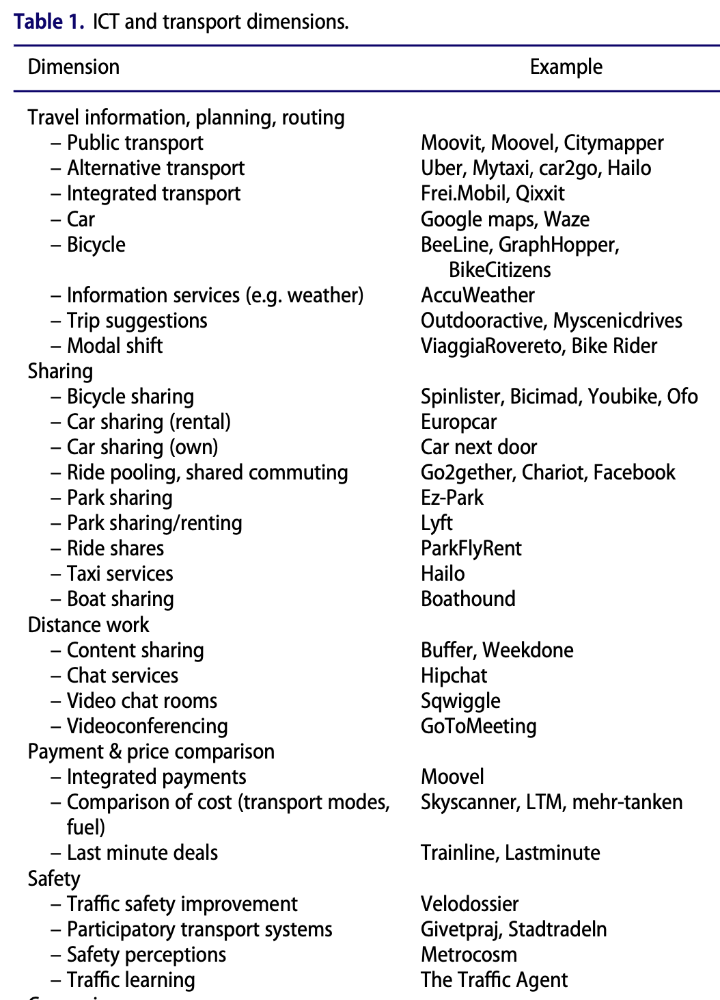 Table 1. ICT and transport dimensions.
Dimension Example
Travel information, planning, routing
– Public transport Moovit, Moovel, Citymapper
– Alternative transport Uber, Mytaxi, car2go, Hailo
– Integrated transport Frei.Mobil, Qixxit
– Car Google maps, Waze
– Bicycle BeeLine, GraphHopper,
BikeCitizens
– Information services (e.g. weather) AccuWeather
– Trip suggestions Outdooractive, Myscenicdrives
– Modal shift ViaggiaRovereto, Bike Rider
Sharing
– Bicycle sharing Spinlister, Bicimad, Youbike, Ofo
– Car sharing (rental) Europcar
– Car sharing (own) Car next door
– Ride pooling, shared commuting Go2gether, Chariot, Facebook
– Park sharing Ez-Park
– Park sharing/renting Lyft
– Ride shares ParkFlyRent
– Taxi services Hailo
– Boat sharing Boathound
Distance work
– Content sharing Buffer, Weekdone
– Chat services Hipchat
– Video chat rooms Sqwiggle
– Videoconferencing GoToMeeting
Payment & price comparison
– Integrated payments Moovel
– Comparison of cost (transport modes, Skyscanner, LTM, mehr-tanken
fuel)
– Last minute deals Trainline, Lastminute
Safety
– Traffic safety improvement Velodossier
– Participatory transport systems Givetpraj, Stadtradeln
– Safety perceptions Metrocosm
– Traffic learning The Traffic Agent